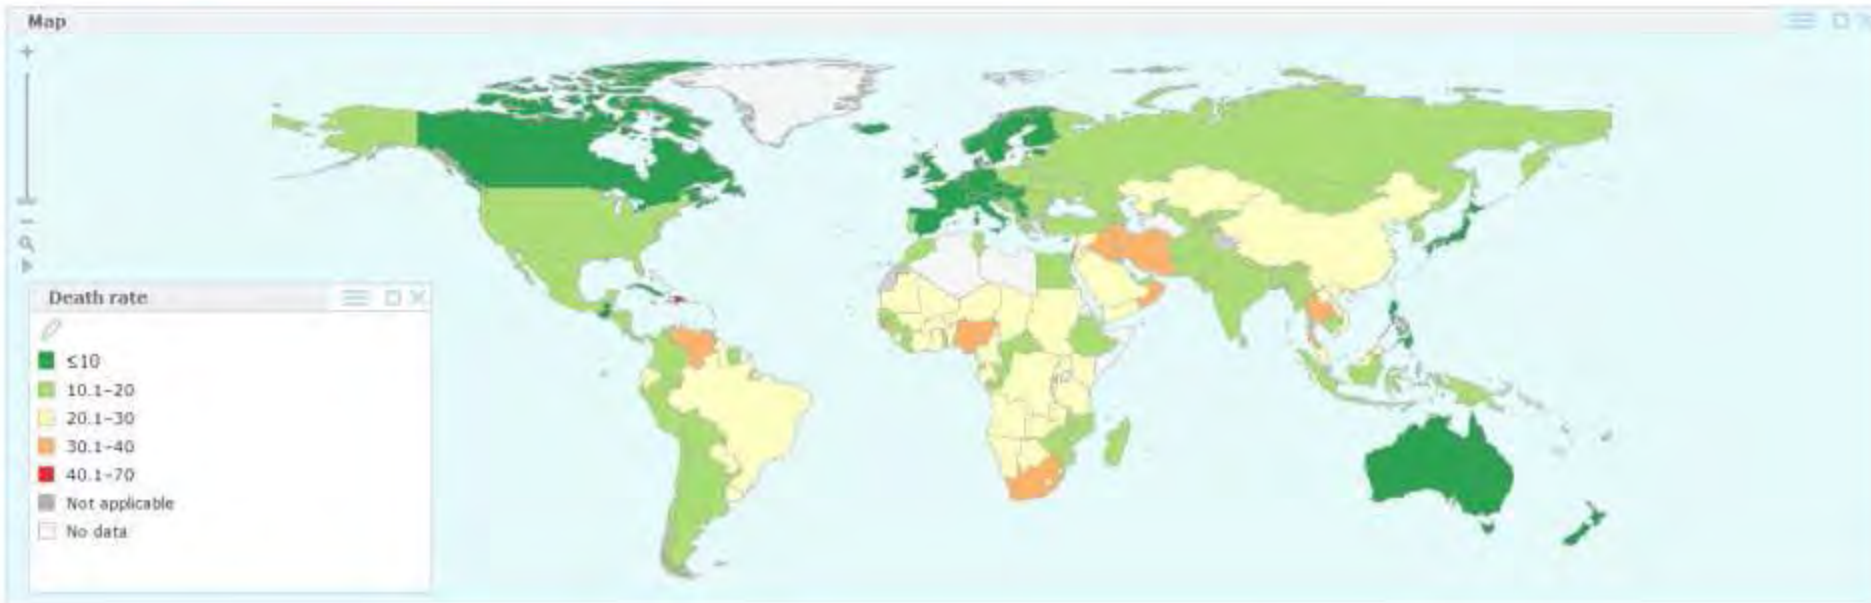 Map
Death rate
≤10
10.1-20
20.1-30
30.1-40
40.1-70
Not applicable
No data